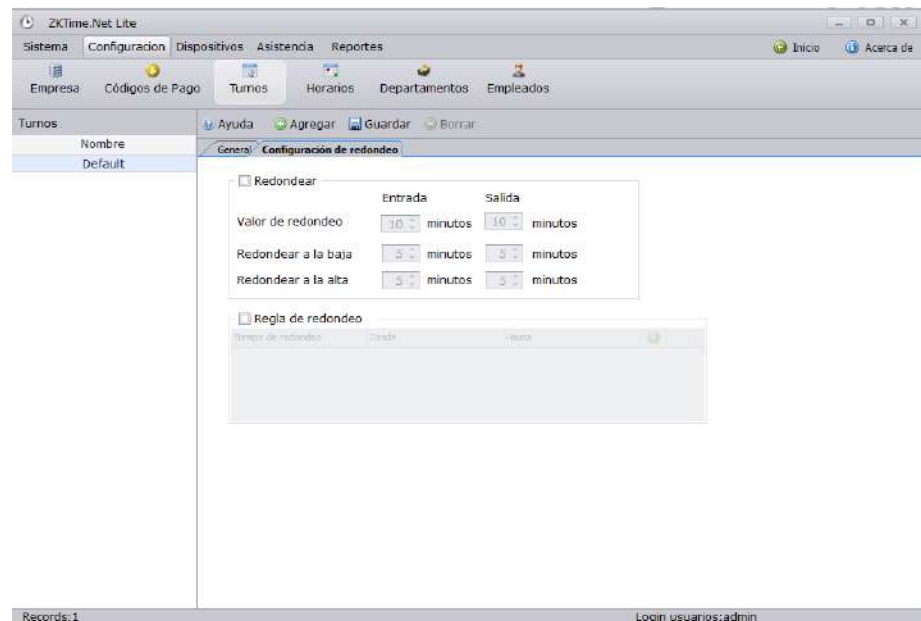 ZKTime.Net Lite
Sistema Configuracion Dispositivos Asistencia Reportes Inicio Acerca de
Empresa Códigos de Pago Turnos Horarios Departamentos Empleados
Turnos Ayuda Agregar Guardar Borrar
Nombre General Configuración de redondeo
Default
Redondear
Entrada Salida
Valor de redondeo 10 minutos 10 minutos
Redondear a la baja 5 minutos 5 minutos
Redondear a la alta 5 minutos 5 minutos
Regla de redondeo
Tiempo de redondeo Desde Hasta
Records:1 Login usuarios:admin